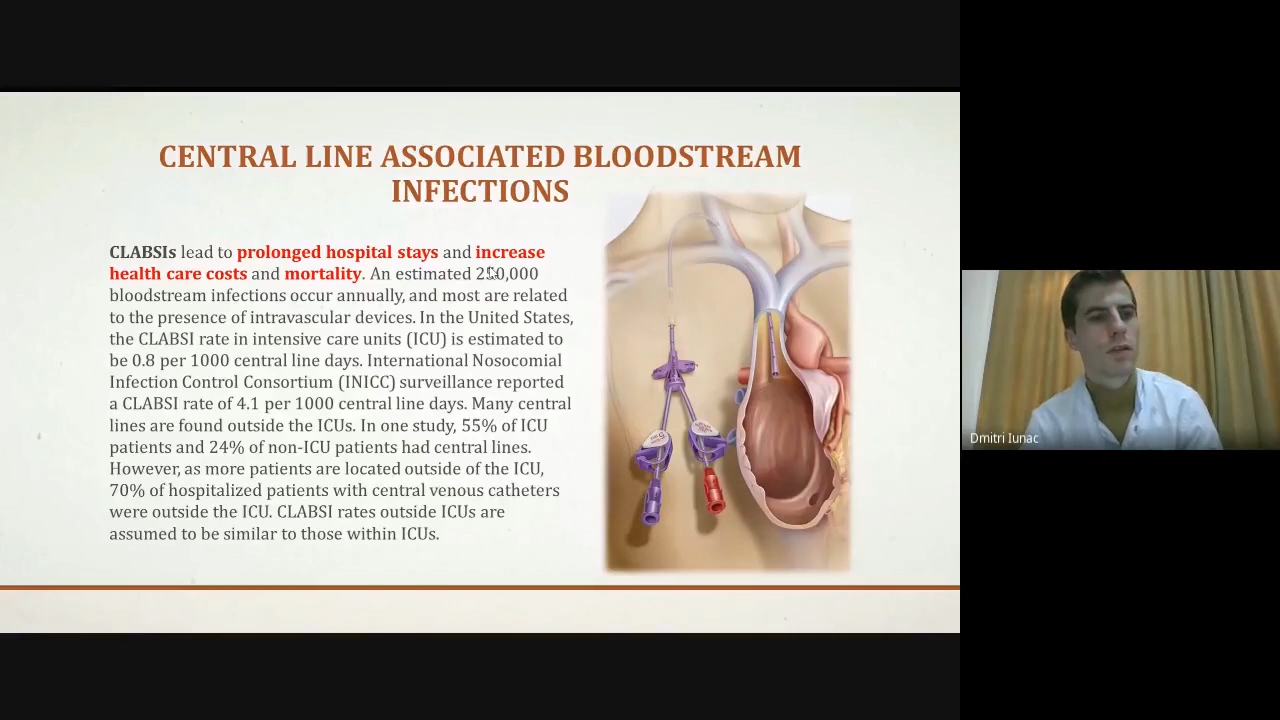 CENTRAL LINE ASSOCIATED BLOODSTREAM
INFECTIONS
CLABSIs lead to prolonged hospital stays and increase
health care costs and mortality. An estimated 250,000
bloodstream infections occur annually, and most are related
to the presence of intravascular devices. In the United States,
the CLABSI rate in intensive care units (ICU) is estimated to
be 0.8 per 1000 central line days. International Nosocomial
Infection Control Consortium (INICC) surveillance reported
a CLABSI rate of 4.1 per 1000 central line days. Many central
lines are found outside the ICUs. In one study, 55% of ICU
patients and 24% of non-ICU patients had central lines.
However, as more patients are located outside of the ICU,
70% of hospitalized patients with central venous catheters
were outside the ICU. CLABSI rates outside ICUs are
assumed to be similar to those within ICUs.
Dmitri Iunac